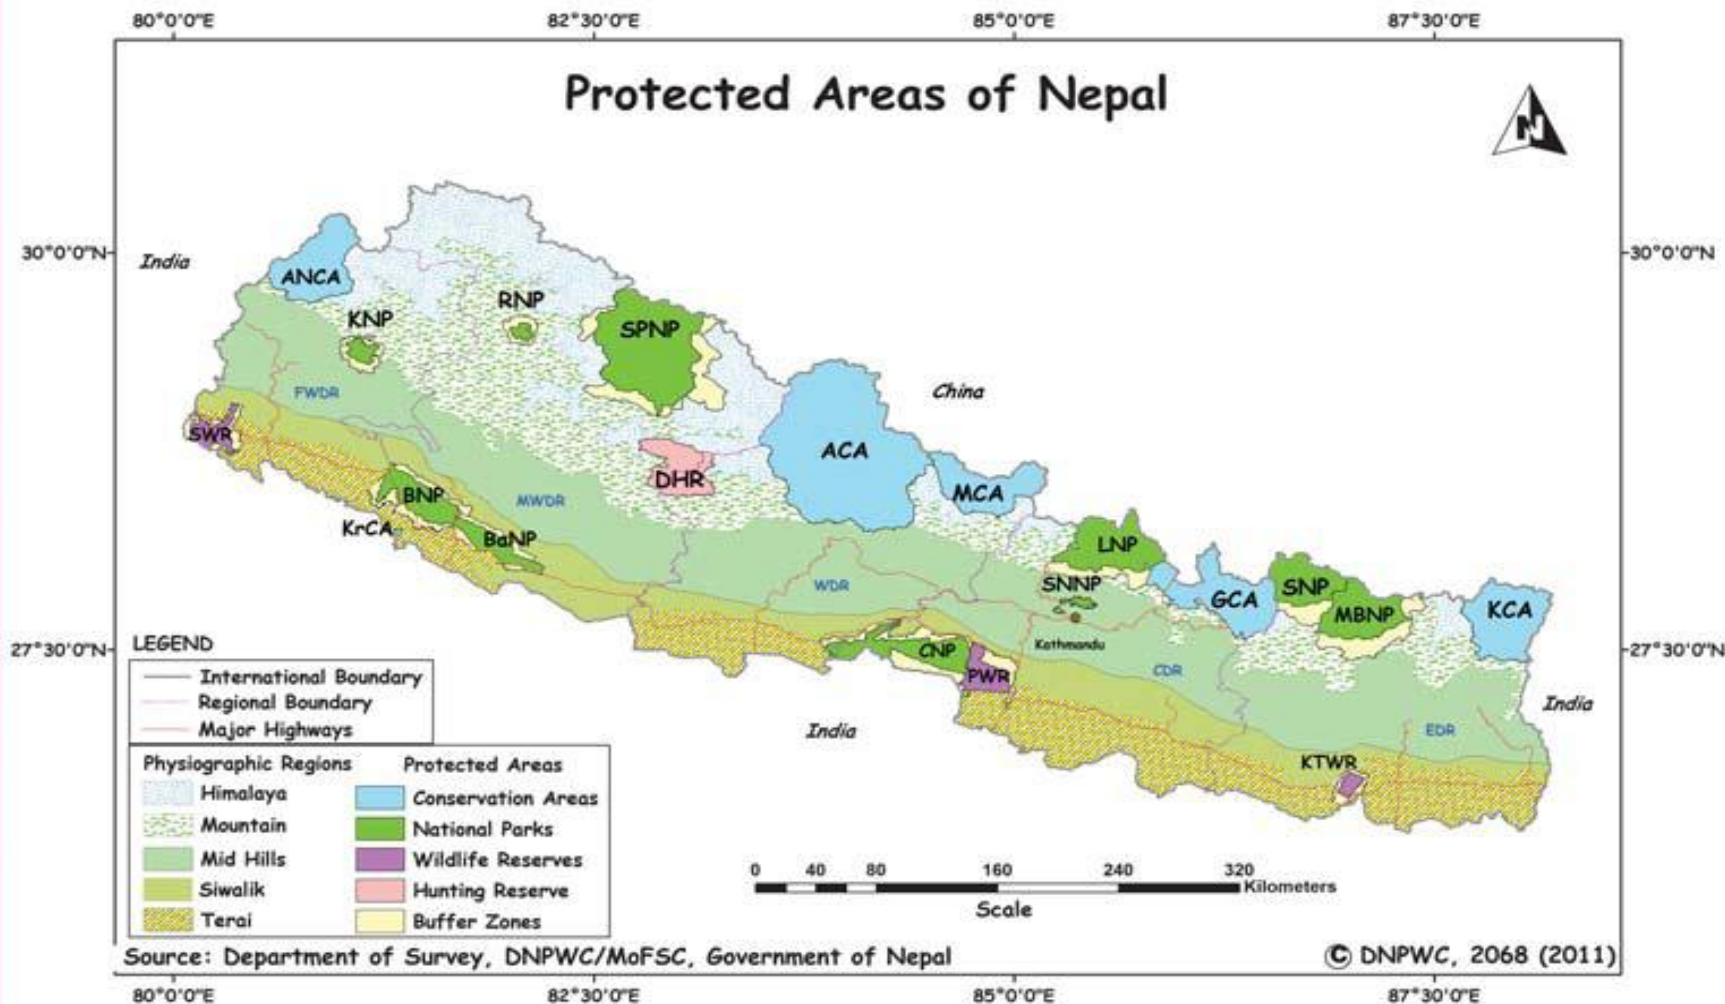 80°0'0"E 82°30'0"E 85°0'0"E 87°30'0"E
Protected Areas of Nepal
N
30°0'0"N
30°0'0"N
India
ANCA
RNP
KNP
SPNP
China
FWDR
SWR
ACA
DHR
MCA
BNP
MWDR
KrCA
BaNP
LNP
SNNP
WDR
GCA
SNP
MBNP
KCA
27°30'0"N
27°30'0"N
Kathmandu
CNP
PWR
CDR
India
India
EDR
KTWR
LEGEND
International Boundary
Regional Boundary
Major Highways
Physiographic Regions
Himalaya
Mountain
Mid Hills
Siwalik
Terai
Protected Areas
Conservation Areas
National Parks
Wildlife Reserves
Hunting Reserve
Buffer Zones
0 40 80 160 240 320
Kilometers
Scale
Source: Department of Survey, DNPWC/MoFSC, Government of Nepal
© DNPWC, 2068 (2011)
80°0'0"E 82°30'0"E 85°0'0"E 87°30'0"E